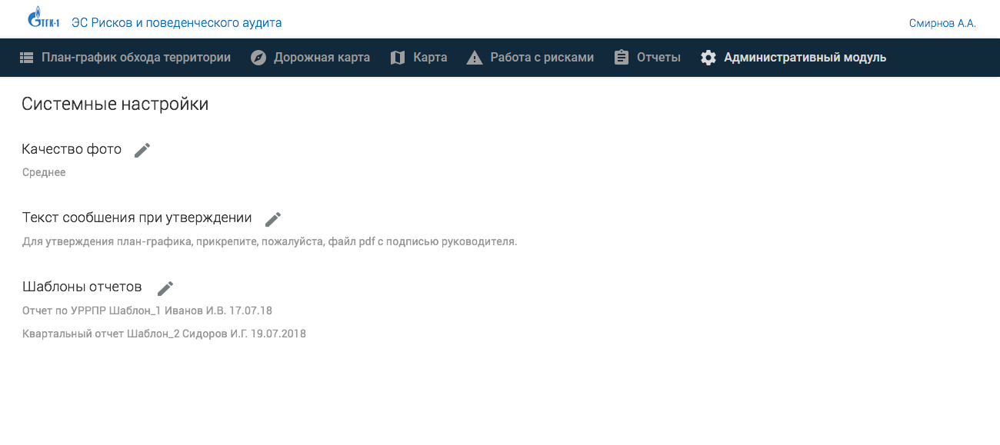 ТГК-1
ЭС Рисков и поведенческого аудита
Смирнов А.А.
План-график обхода территории
Дорожная карта
Карта
Работа с рисками
Отчеты
Административный модуль
Системные настройки
Качество фото
Среднее
Текст сообщения при утверждении
Для утверждения план-графика, прикрепите, пожалуйста, файл pdf с подписью руководителя.
Шаблоны отчетов
Отчет по УРРПР Шаблон_1 Иванов И.В. 17.07.18
Квартальный отчет Шаблон_2 Сидоров И.Г. 19.07.2018